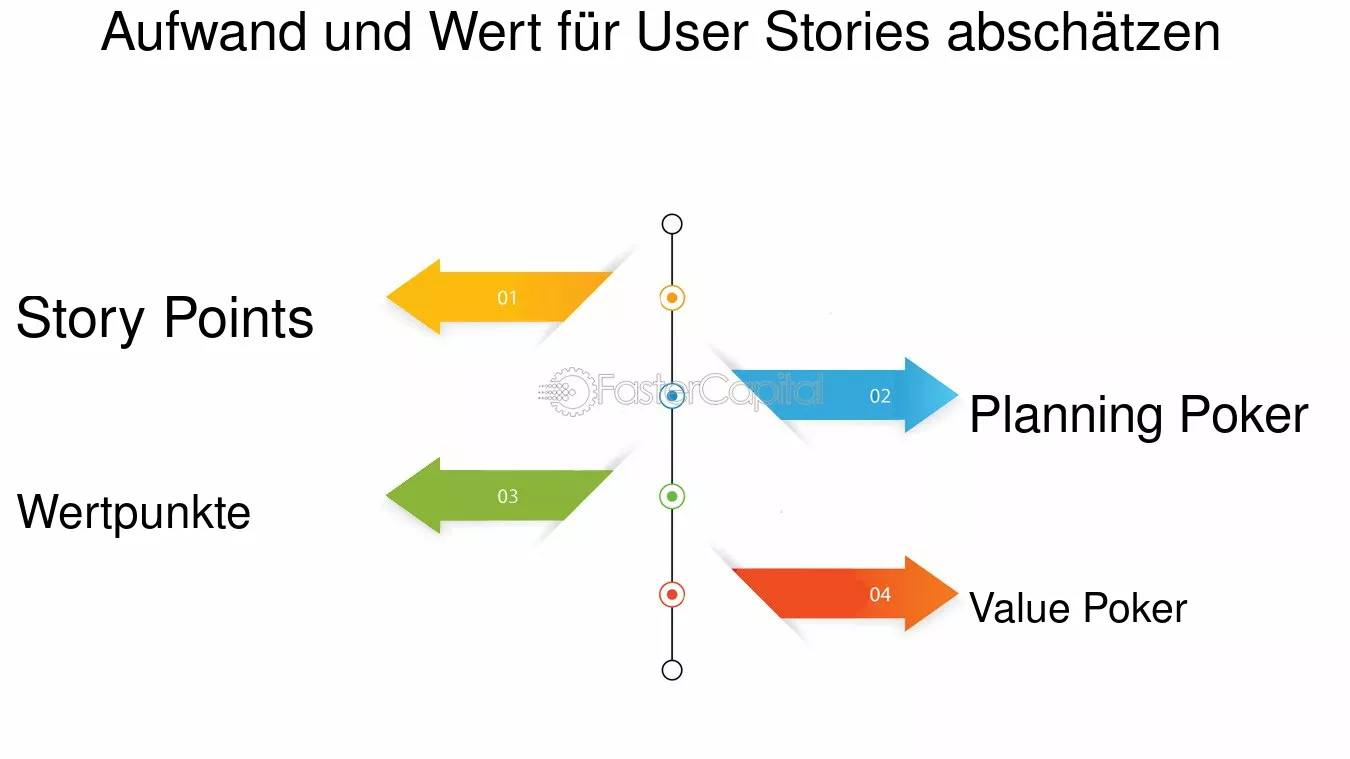 Aufwand und Wert für User Stories abschätzen
01
Story Points
FasterCapital
02
Planning Poker
03
Wertpunkte
04
Value Poker